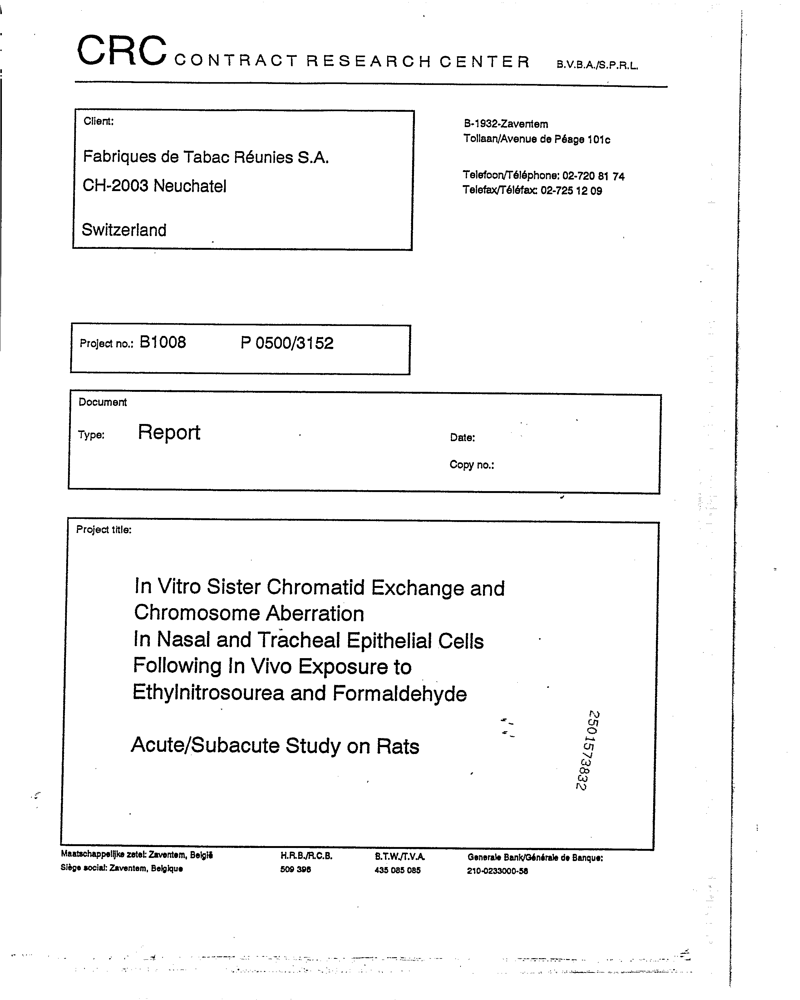 CRC CONTRACT RESEARCH CENTER B.V.B.A./S.P.R.L.
Client:
Fabriques de Tabac Réunies S.A.
CH-2003 Neuchatel
Switzerland
B-1932-Zaventem
Tollaan/Avenue de Péage 101c
Telefoon/Téléphone: 02-720 81 74
Telefax/Téléfax: 02-725 12 09
Project no.: B1008 P 0500/3152
Document
Type: Report
Date:
Copy no.:
Project title:
In Vitro Sister Chromatid Exchange and
Chromosome Aberration
In Nasal and Tracheal Epithelial Cells
Following In Vivo Exposure to
Ethylnitrosourea and Formaldehyde
Acute/Subacute Study on Rats
2501573832
Maatschappelijke zetel: Zaventem, België H.R.B./R.C.B. B.T.W./T.V.A. Generale Bank/Générale de Banque:
Siège social: Zaventem, Belgique 509 396 435 085 085 210-0233000-58